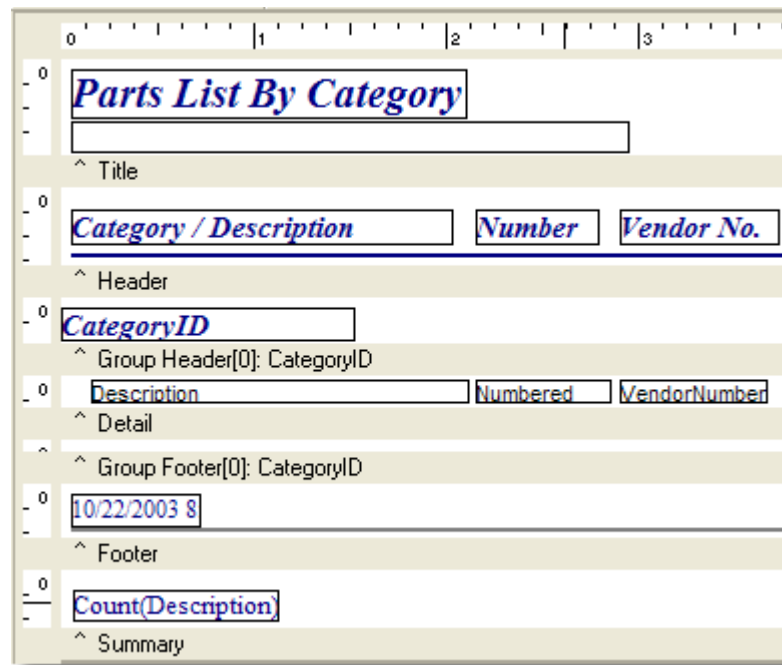 0 1 2 3
0
Parts List By Category
^ Title
0
Category / Description Number Vendor No.
^ Header
0
CategoryID
^ Group Header[0]: CategoryID
0
Description Numbered VendorNumber
^ Detail
^ Group Footer[0]: CategoryID
0
10/22/2003 8
^ Footer
0
Count(Description)
^ Summary